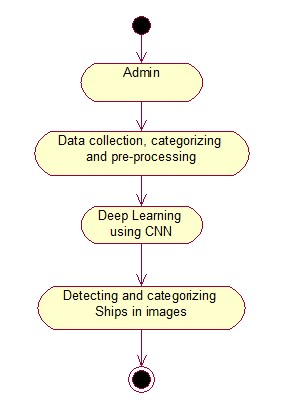 Admin
Data collection, categorizing
and pre-processing
Deep Learning
using CNN
Detecting and categorizing
Ships in images